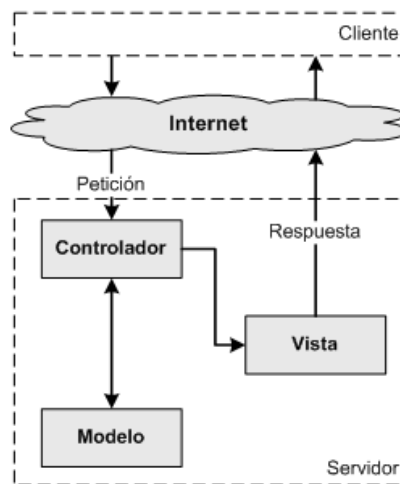 Cliente
Internet
Petición
Controlador
Respuesta
Vista
Modelo
Servidor